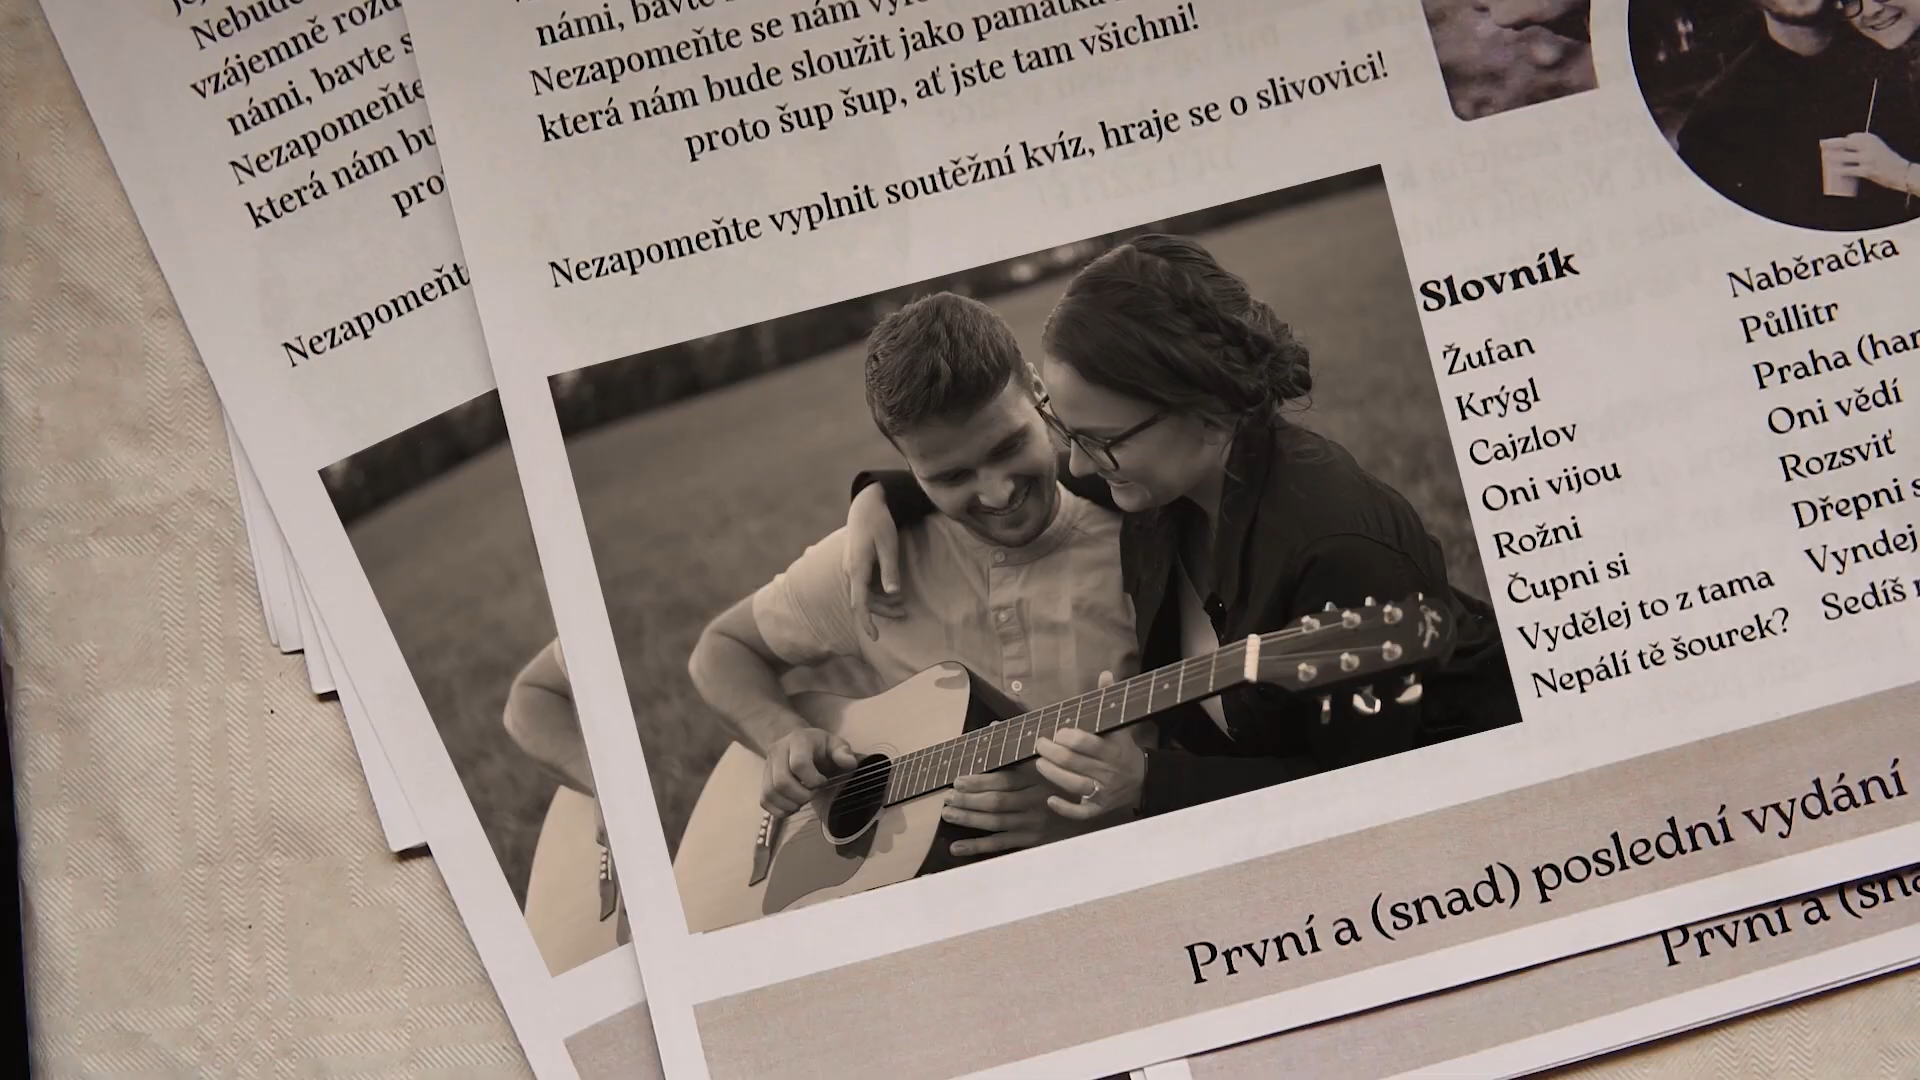 Nebude
vzájemně rozu
námi, bavte s
Nezapomeňte
která nám bu
pro
Nezapomeňt
námi, bavte
Nezapomeňte se nám
která nám bude sloužit jako památka
proto šup šup, ať jste tam všichni!
Nezapomeňte vyplnit soutěžní kvíz, hraje se o slivovici!
Slovník
Žufan Naběračka
Krýgl Půllitr
Cajzlov Praha (han
Oni vijou Oni vědí
Rožni Rozsviť
Čupni si Dřepni s
Vydělej to z tama Vyndej
Nepálí tě šourek? Sedíš
První a (snad) poslední vydání
První a (sna